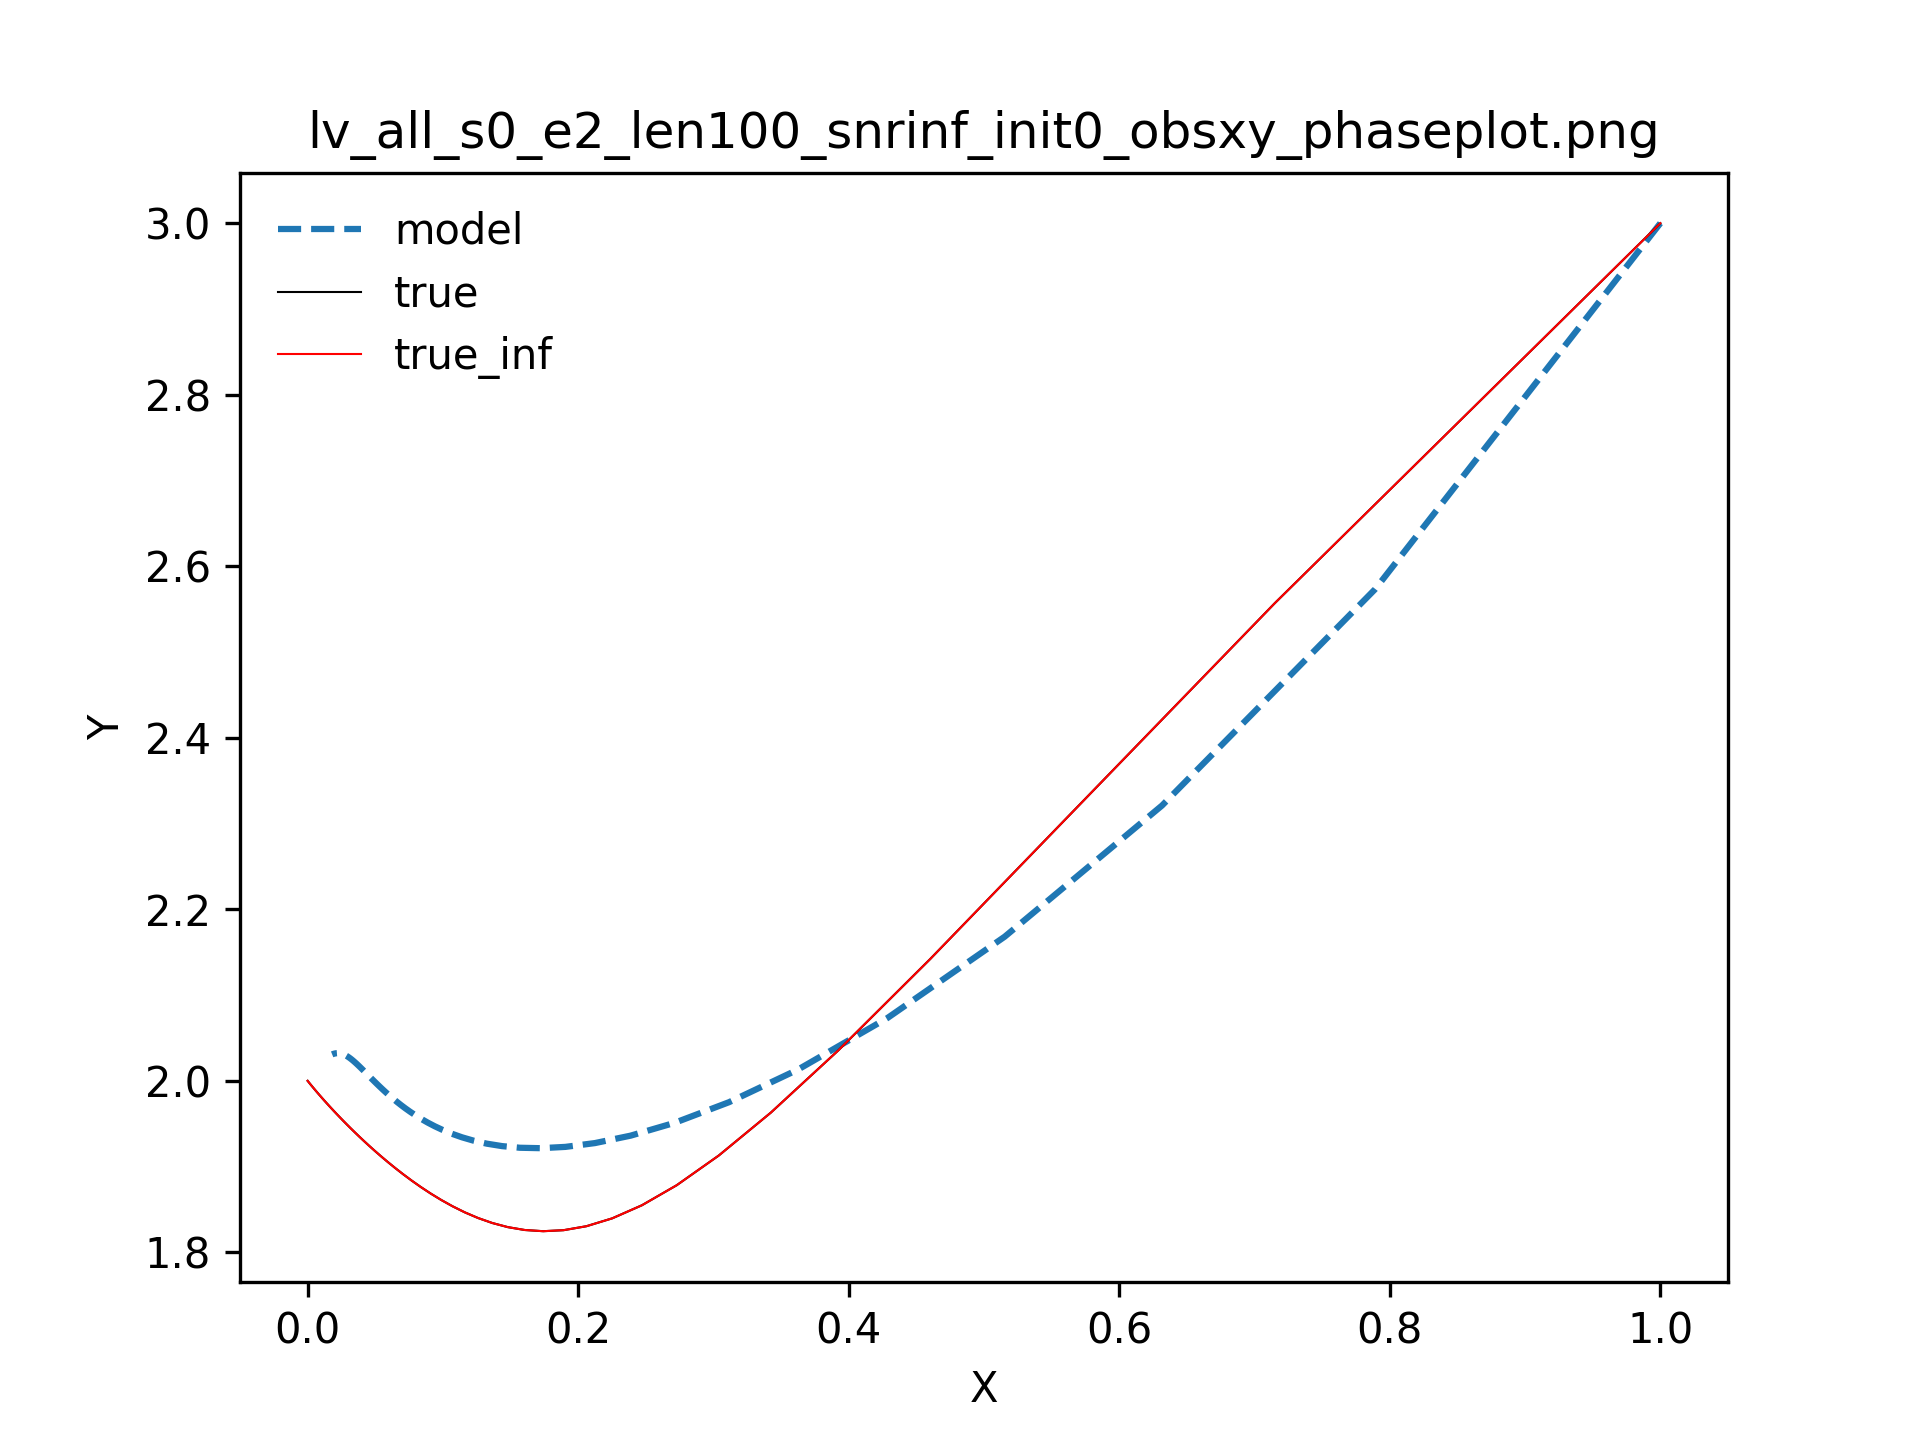 lv_all_s0_e2_len100_snrinf_init0_obsxy_phaseplot.png
model
true
true_inf
3.0
2.8
2.6
2.4
2.2
2.0
1.8
Y
0.0 0.2 0.4 0.6 0.8 1.0
X